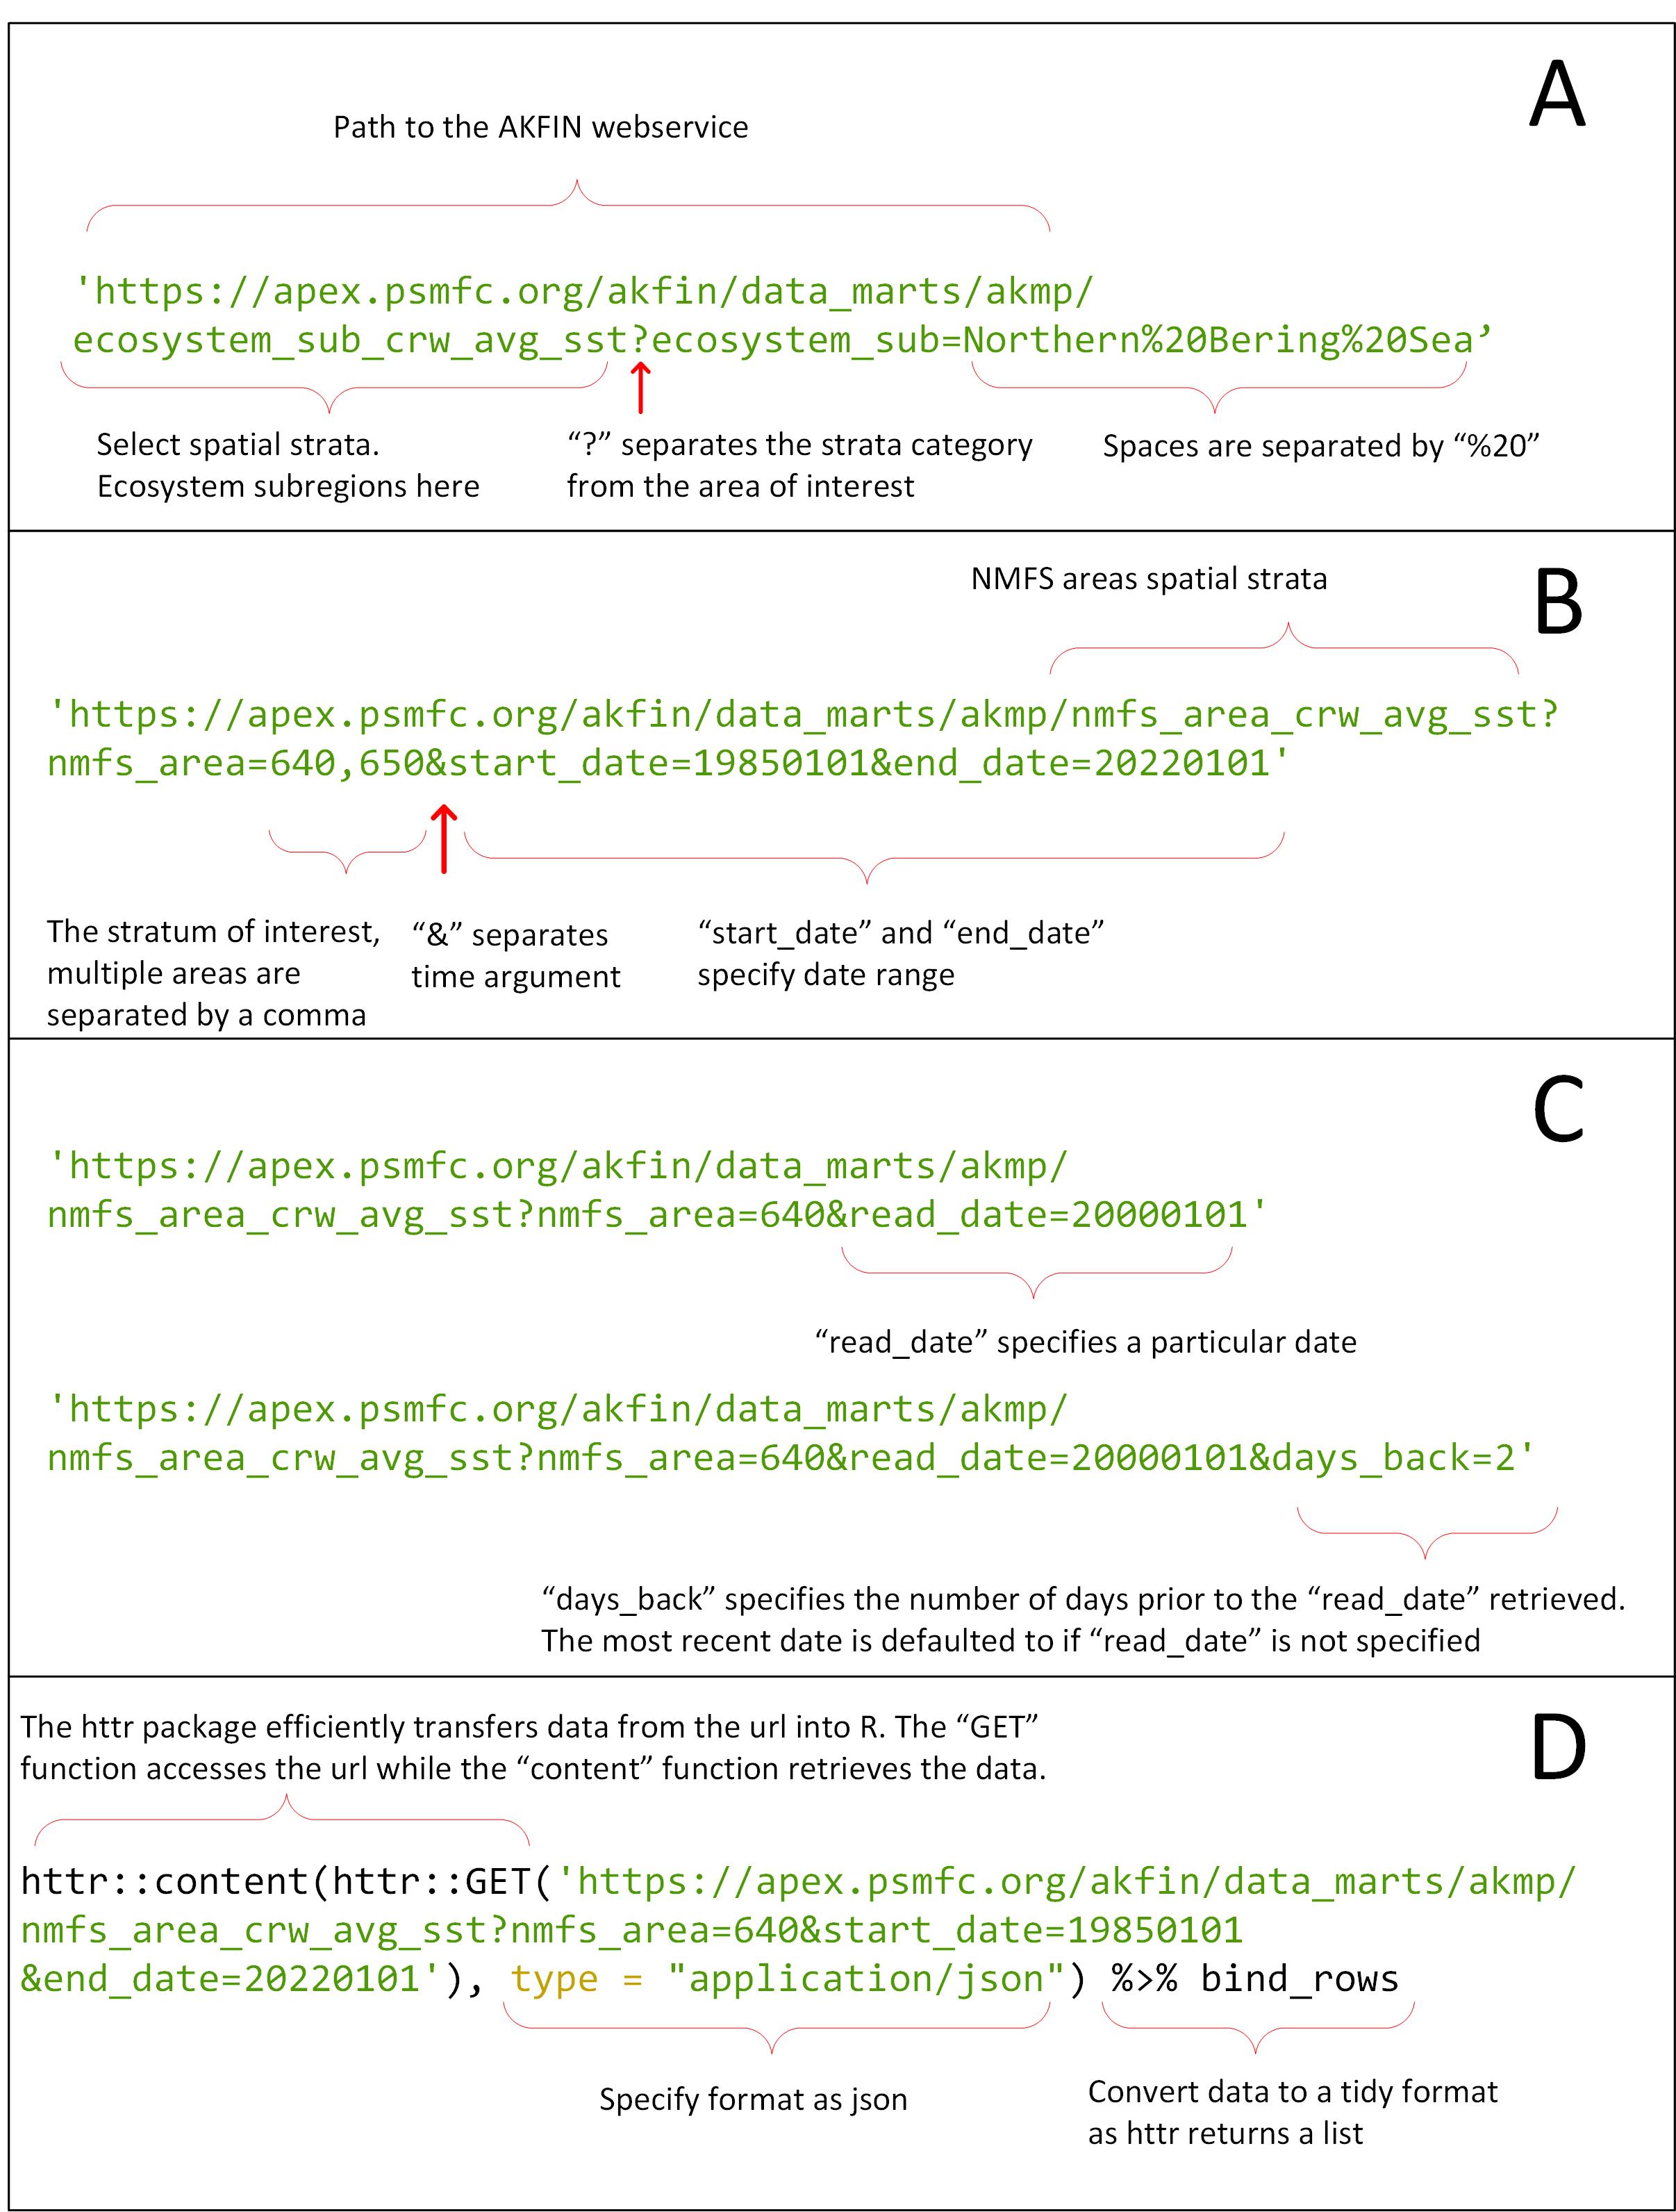 A
Path to the AKFIN webservice
'https://apex.psmfc.org/akfin/data_marts/akmp/
ecosystem_sub_crw_avg_sst?ecosystem_sub=Northern%20Bering%20Sea’
Select spatial strata.
Ecosystem subregions here
“?” separates the strata category
from the area of interest
Spaces are separated by “%20”
B
NMFS areas spatial strata
'https://apex.psmfc.org/akfin/data_marts/akmp/nmfs_area_crw_avg_sst?
nmfs_area=640,650&start_date=19850101&end_date=20220101'
The stratum of interest,
multiple areas are
separated by a comma
“&” separates
time argument
“start_date” and “end_date”
specify date range
C
'https://apex.psmfc.org/akfin/data_marts/akmp/
nmfs_area_crw_avg_sst?nmfs_area=640&read_date=20000101'
“read_date” specifies a particular date
'https://apex.psmfc.org/akfin/data_marts/akmp/
nmfs_area_crw_avg_sst?nmfs_area=640&read_date=20000101&days_back=2'
“days_back” specifies the number of days prior to the “read_date” retrieved.
The most recent date is defaulted to if “read_date” is not specified
D
The httr package efficiently transfers data from the url into R. The “GET”
function accesses the url while the “content” function retrieves the data.
httr::content(httr::GET('https://apex.psmfc.org/akfin/data_marts/akmp/
nmfs_area_crw_avg_sst?nmfs_area=640&start_date=19850101
&end_date=20220101'), type = "application/json") %>% bind_rows
Specify format as json
Convert data to a tidy format
as httr returns a list